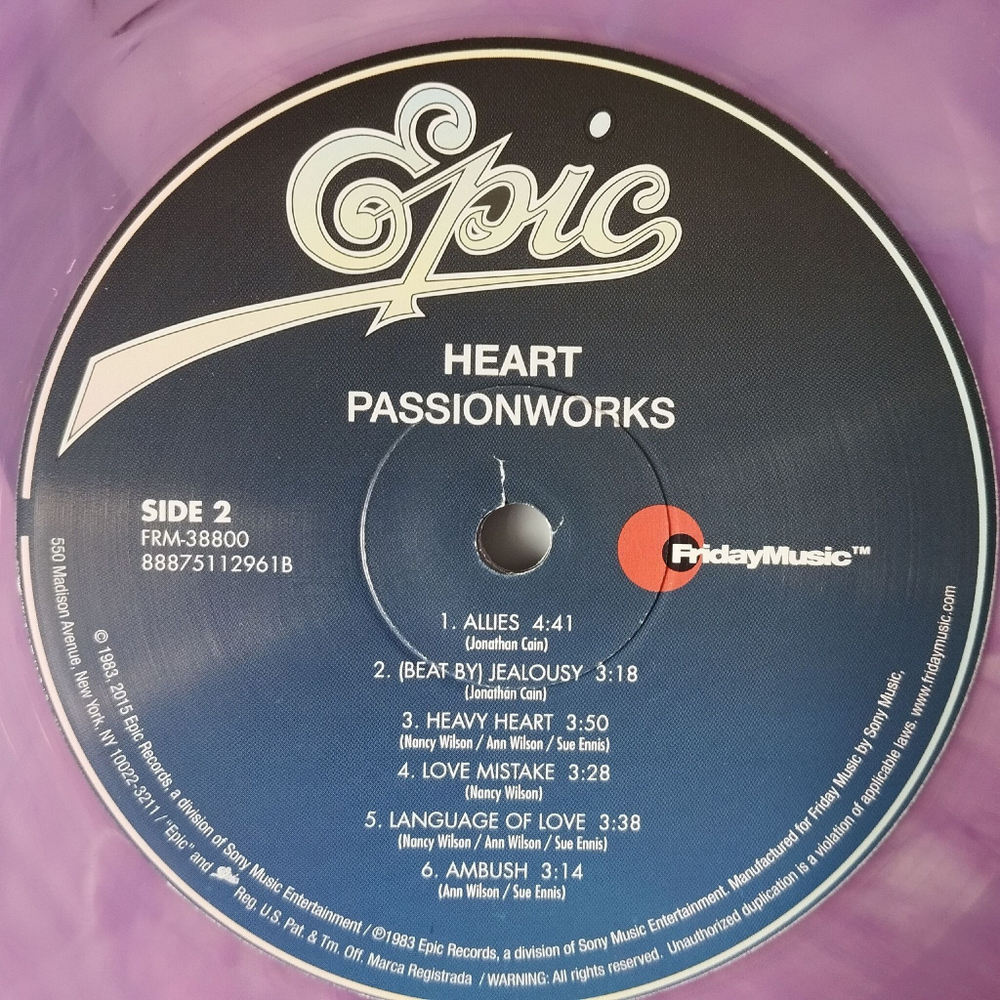 Epic
HEART
PASSIONWORKS
SIDE 2
FRM-38800
88875112961B
FridayMusic™
1. ALLIES 4:41
(Jonathan Cain)
2. (BEAT BY) JEALOUSY 3:18
(Jonathan Cain)
3. HEAVY HEART 3:50
(Nancy Wilson / Ann Wilson / Sue Ennis)
4. LOVE MISTAKE 3:28
(Nancy Wilson)
5. LANGUAGE OF LOVE 3:38
(Nancy Wilson / Ann Wilson / Sue Ennis)
6. AMBUSH 3:14
(Ann Wilson / Sue Ennis)
© 1983, 2015 Epic Records, a division of Sony Music Entertainment / ℗1983 Epic Records, a division of Sony Music Entertainment. Manufactured for Friday Music by Sony Music,
550 Madison Avenue, New York, NY 10022-3211 / "Epic" and Epic Reg. U.S. Pat. & Tm. Off. Marca Registrada / WARNING: All rights reserved. Unauthorized duplication is a violation of applicable laws. www.fridaymusic.com